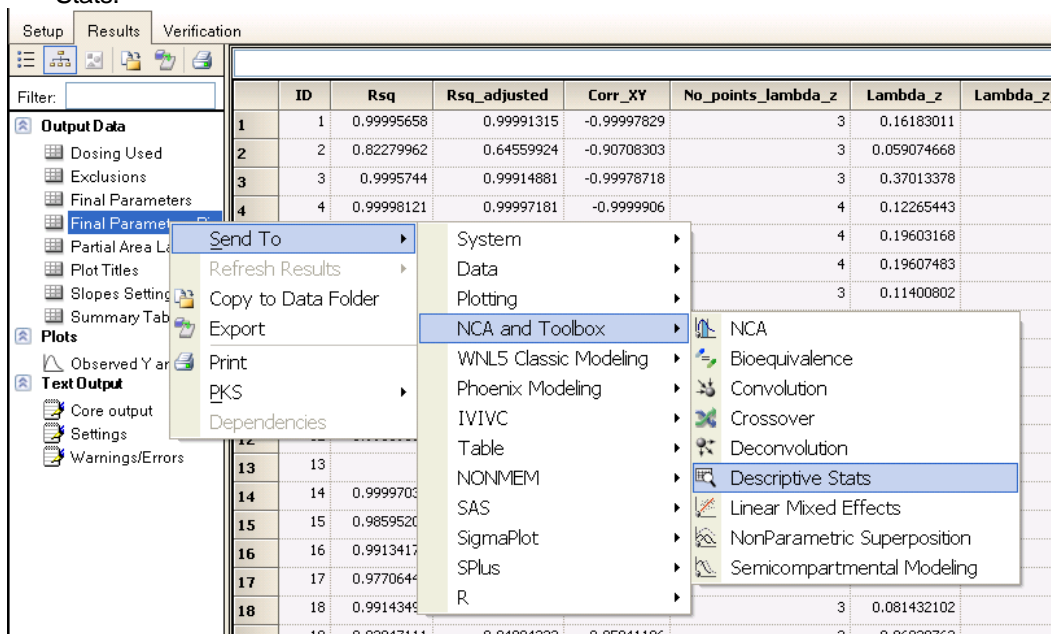 Stats.
Setup Results Verification
Filter:
Output Data
Dosing Used
Exclusions
Final Parameters
Final Paramet
Partial Area La
Plot Titles
Slopes Setting
Summary Tab
Plots
Observed Y ar
Text Output
Core output
Settings
Warnings/Errors
ID Rsq Rsq_adjusted Corr_XY No_points_lambda_z Lambda_z Lambda_z
1 1 0.99995658 0.99991315 -0.99997829 3 0.16183011
2 2 0.82279962 0.64559924 -0.90708303 3 0.059074668
3 3 0.9995744 0.99914881 -0.99978718 3 0.37013378
4 4 0.99998121 0.99997181 -0.9999906 4 0.12265443
4 0.19603168
4 0.19607483
3 0.11400802
13 13
14 14 0.9999703
15 15 0.9859520
16 16 0.9913417
17 17 0.9770644
18 18 0.9914349 3 0.081432102
Send To
Refresh Results
Copy to Data Folder
Export
Print
PKS
Dependencies
System
Data
Plotting
NCA and Toolbox
WNL5 Classic Modeling
Phoenix Modeling
IVIVC
Table
NONMEM
SAS
SigmaPlot
SPlus
R
NCA
Bioequivalence
Convolution
Crossover
Deconvolution
Descriptive Stats
Linear Mixed Effects
NonParametric Superposition
Semicompartmental Modeling